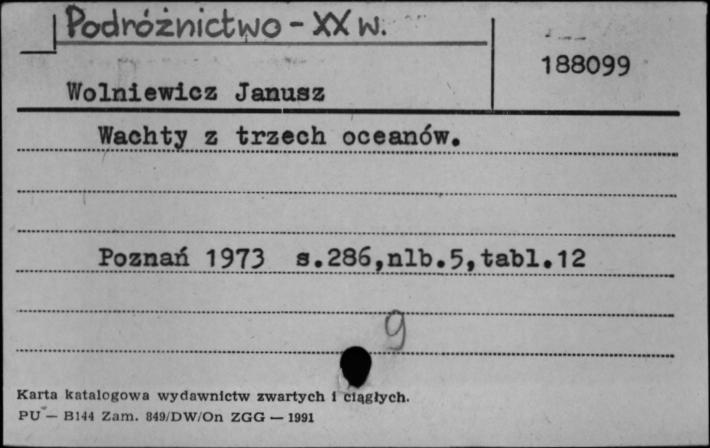 Podróżnictwo - XX w.
188099
Wolniewicz Janusz
Wachty z trzech oceanów.
Poznań 1973 s.286,nlb.5,tabl.12
9
Karta katalogowa wydawnictw zwartych i ciągłych.
PU — B144 Zam. 849/DW/On ZGG — 1991